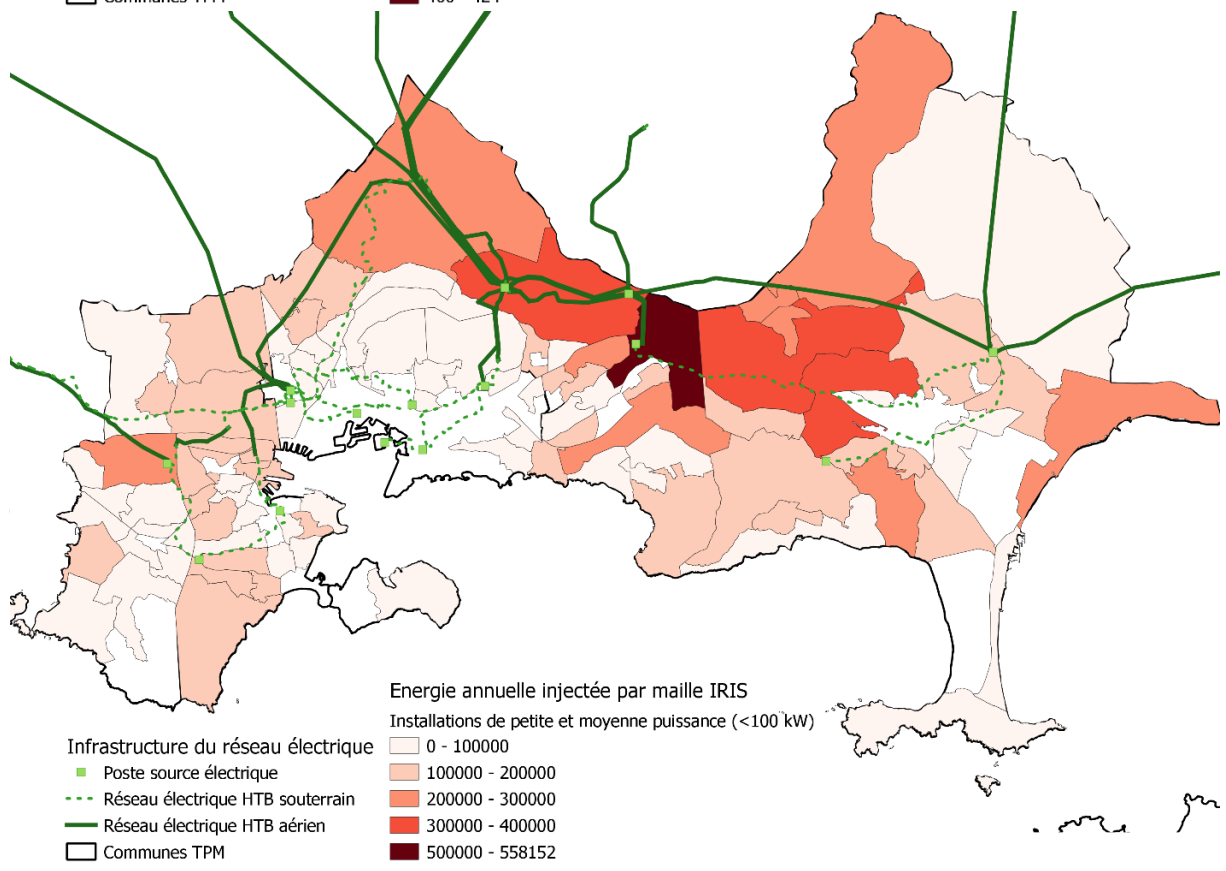 Energie annuelle injectée par maille IRIS
Installations de petite et moyenne puissance (<100 kW)
0 - 100000
100000 - 200000
200000 - 300000
300000 - 400000
500000 - 558152
Infrastructure du réseau électrique
Poste source électrique
Réseau électrique HTB souterrain
Réseau électrique HTB aérien
Communes TPM